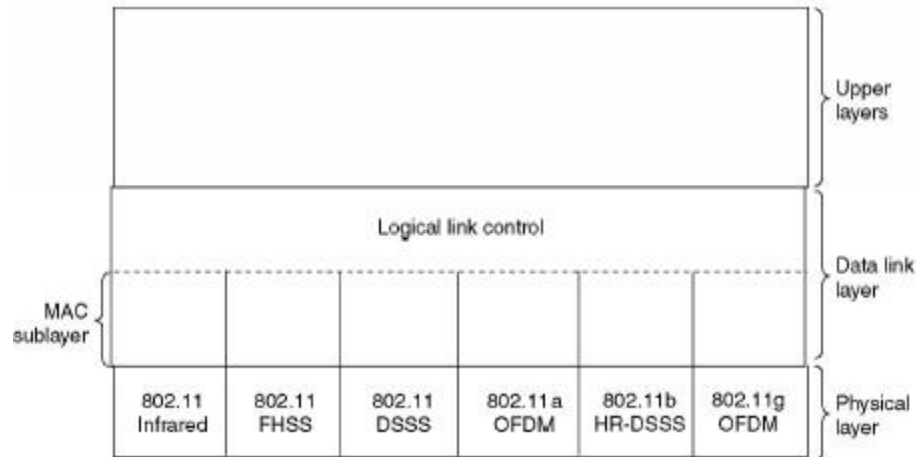 Upper
layers
Logical link control
Data link
layer
MAC
sublayer
802.11
Infrared
802.11
FHSS
802.11
DSSS
802.11a
OFDM
802.11b
HR-DSSS
802.11g
OFDM
Physical
layer